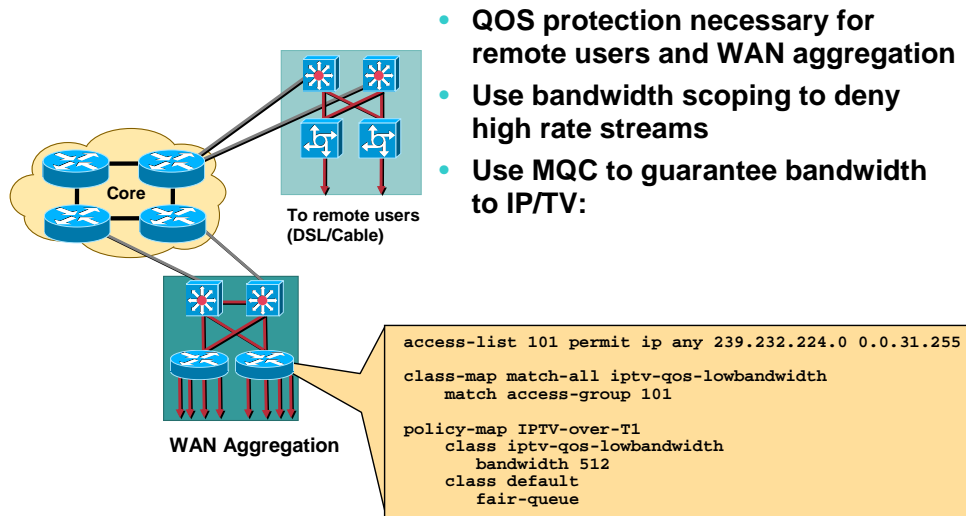 • QOS protection necessary for
remote users and WAN aggregation
• Use bandwidth scoping to deny
high rate streams
• Use MQC to guarantee bandwidth
to IP/TV:
Core
To remote users
(DSL/Cable)
WAN Aggregation
access-list 101 permit ip any 239.232.224.0 0.0.31.255
class-map match-all iptv-qos-lowbandwidth
match access-group 101
policy-map IPTV-over-T1
class iptv-qos-lowbandwidth
bandwidth 512
class default
fair-queue